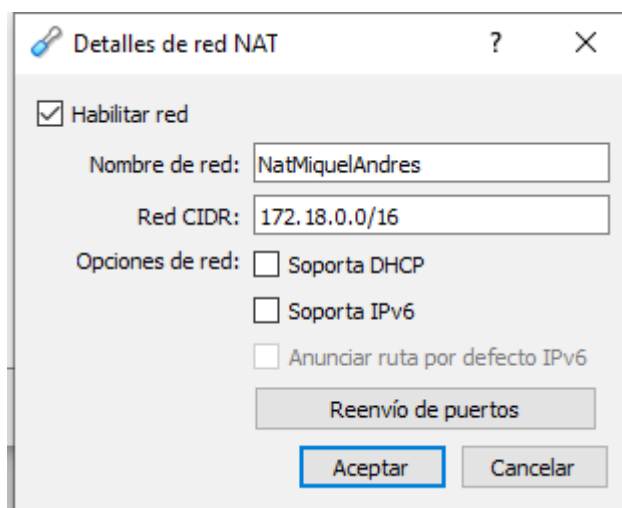 Detalles de red NAT ?
Habilitar red
Nombre de red: NatMiquelAndres
Red CIDR: 172.18.0.0/16
Opciones de red: Soporta DHCP
Soporta IPv6
Anunciar ruta por defecto IPv6
Reenvío de puertos
Aceptar Cancelar